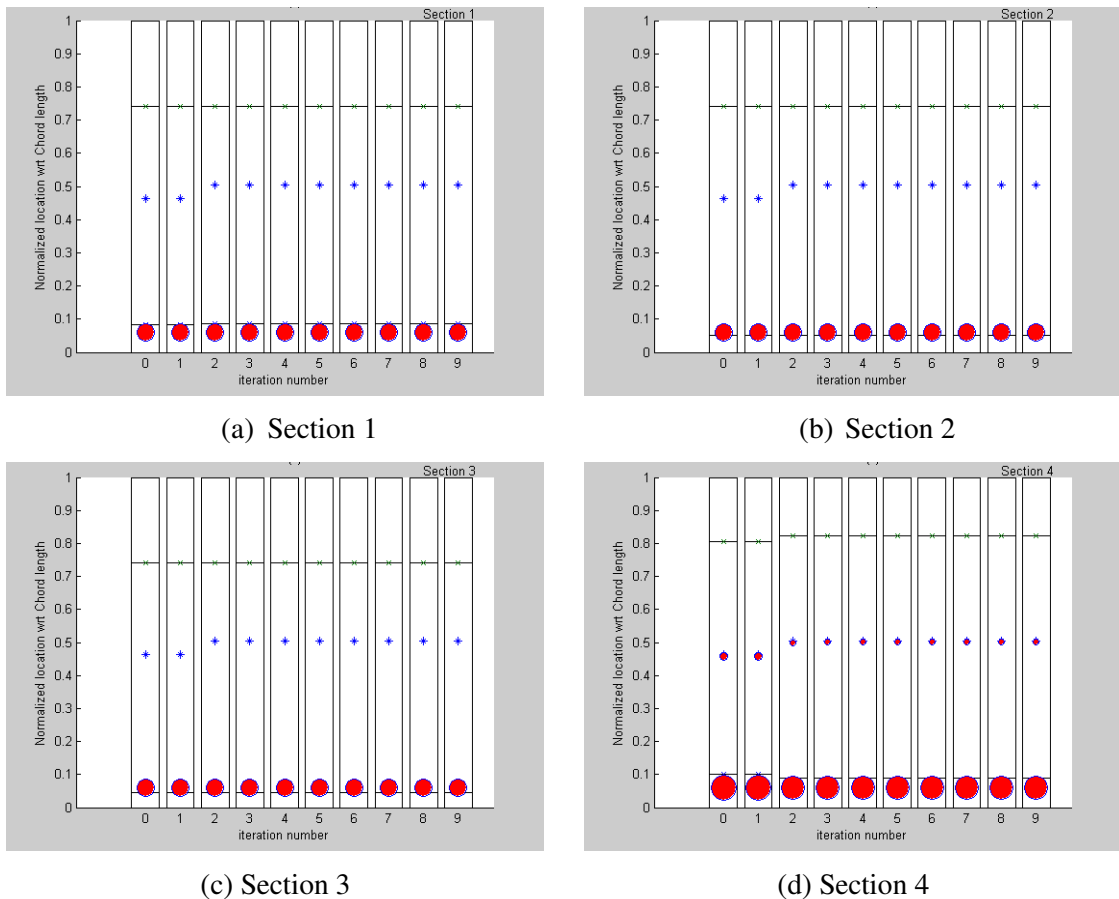 Section 1
1
0.9
0.8
0.7
0.6
0.5
0.4
0.3
0.2
0.1
0
Normalized location wrt Chord length
0 1 2 3 4 5 6 7 8 9
iteration number
(a) Section 1
Section 2
1
0.9
0.8
0.7
0.6
0.5
0.4
0.3
0.2
0.1
0
Normalized location wrt Chord length
0 1 2 3 4 5 6 7 8 9
iteration number
(b) Section 2
Section 3
1
0.9
0.8
0.7
0.6
0.5
0.4
0.3
0.2
0.1
0
Normalized location wrt Chord length
0 1 2 3 4 5 6 7 8 9
iteration number
(c) Section 3
Section 4
1
0.9
0.8
0.7
0.6
0.5
0.4
0.3
0.2
0.1
0
Normalized location wrt Chord length
0 1 2 3 4 5 6 7 8 9
iteration number
(d) Section 4